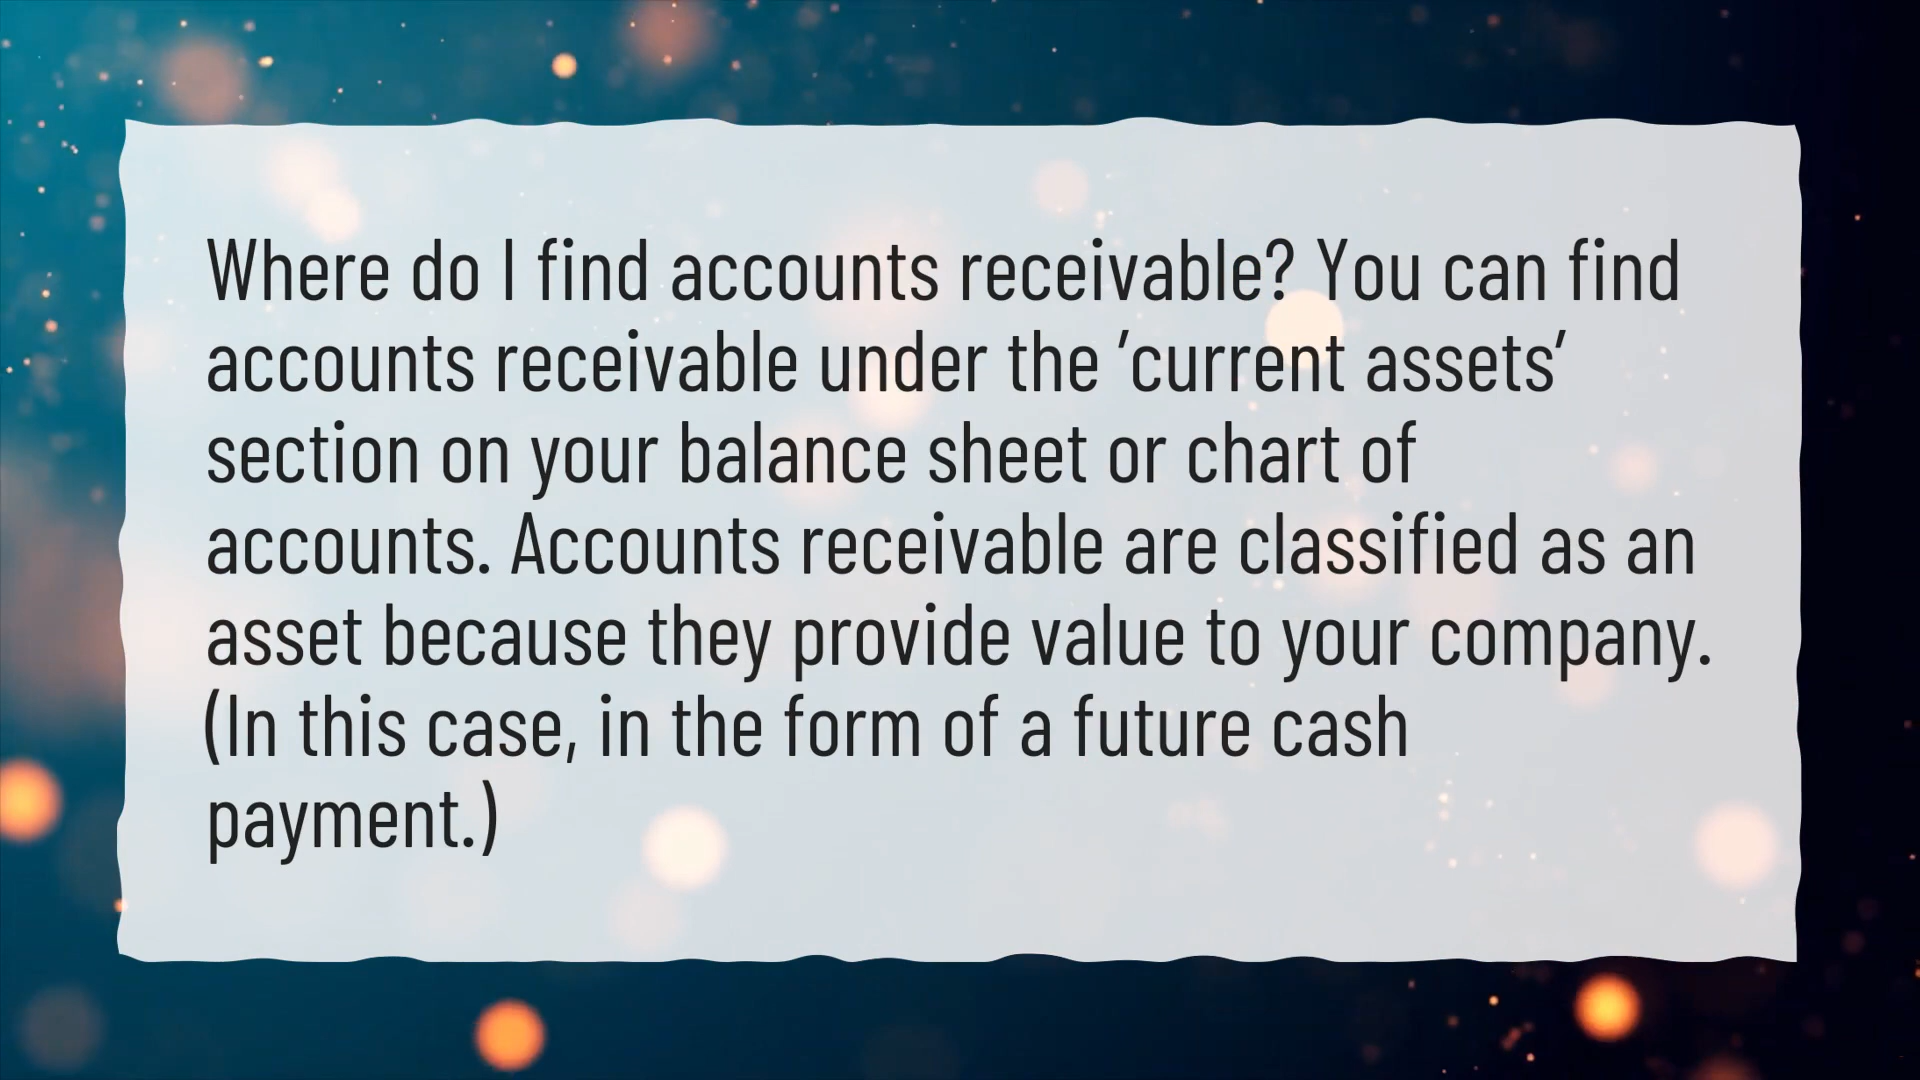 Where do I find accounts receivable? You can find
accounts receivable under the ’current assets’
section on your balance sheet or chart of
accounts. Accounts receivable are classified as an
asset because they provide value to your company.
(In this case, in the form of a future cash
payment.)